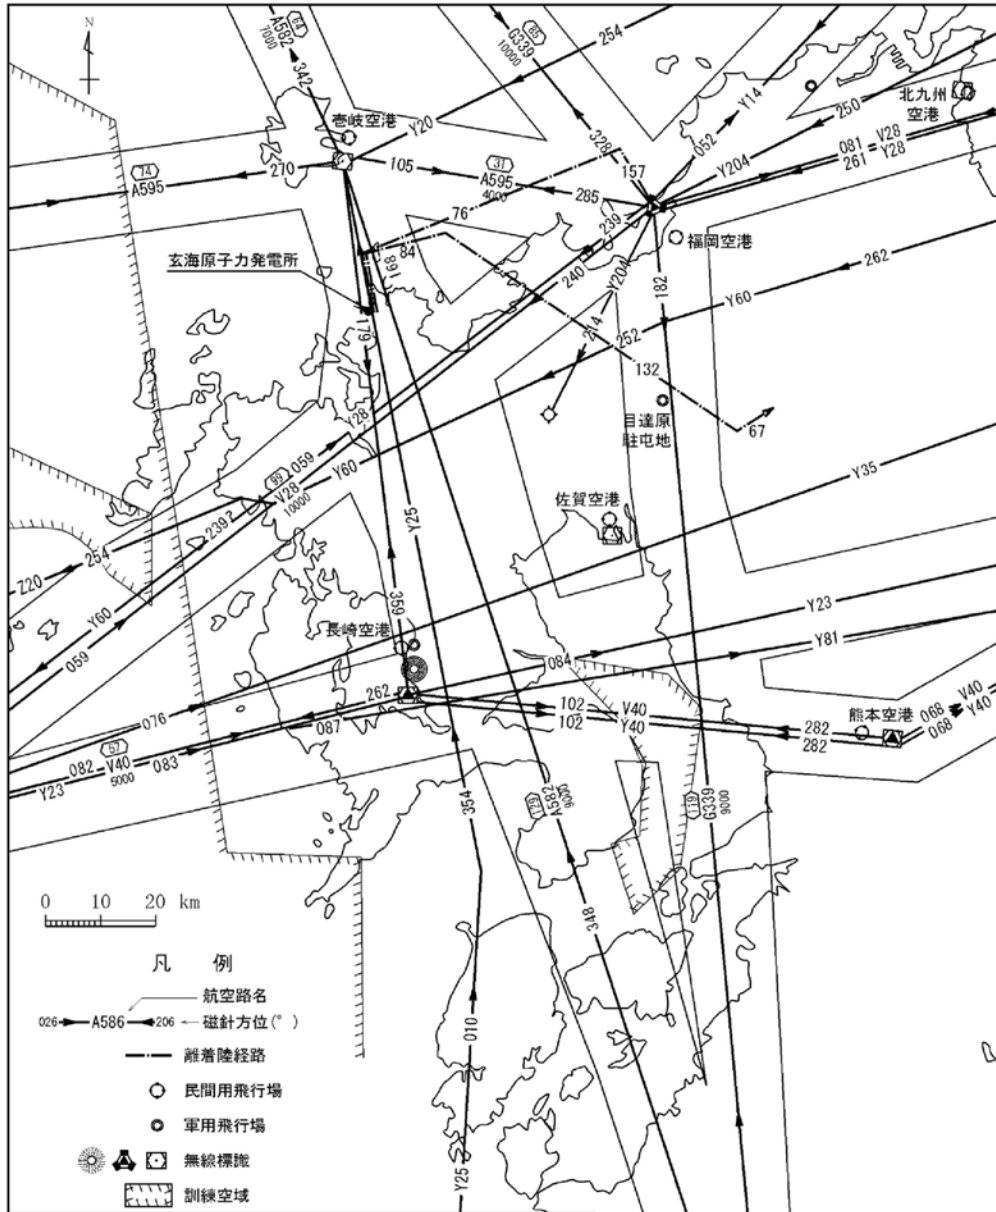 N
64
A582
7000
342
85
G339
10000
254
Y20
壱岐空港
328
052
Y14
250
北九州
空港
081 V28
261 Y28
Y204
270
74
A595
105
37
A595
4000
285
157
239
福岡空港
76
84
168
玄海原子力発電所
179
240
Y204
182
262
Y60
252
214
132
目達原
駐屯地
67
Y28
059
Y60
99
V28
10000
239
254
Z20
Y60
059
Y35
佐賀空港
Y25
359
長崎空港
Y23
Y81
084
262
087
102 V40
102 Y40
282
282
熊本空港
068 V40
068 Y40
076
57
082 V40 083
5000
Y23
354
129
A582
9000
119
G339
9000
348
010
Y25
0 10 20 km
凡 例
航空路名
026 A586 206 磁針方位(°)
離着陸経路
民間用飛行場
軍用飛行場
無線標識
訓練空域